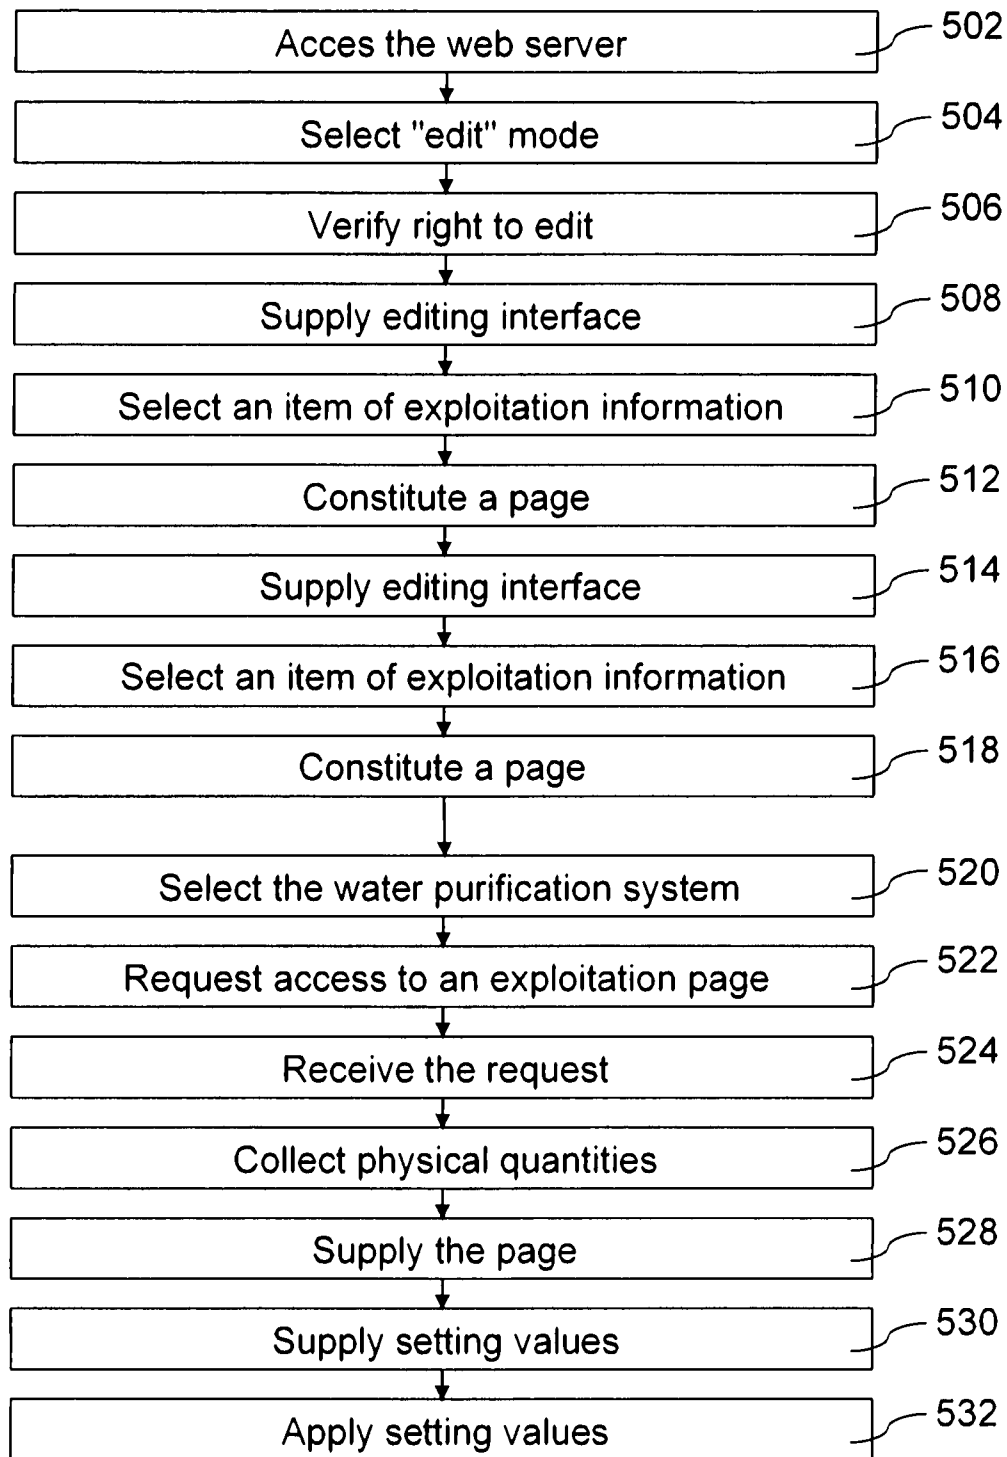 Acces the web server 502
Select "edit" mode 504
Verify right to edit 506
Supply editing interface 508
Select an item of exploitation information 510
Constitute a page 512
Supply editing interface 514
Select an item of exploitation information 516
Constitute a page 518
Select the water purification system 520
Request access to an exploitation page 522
Receive the request 524
Collect physical quantities 526
Supply the page 528
Supply setting values 530
Apply setting values 532